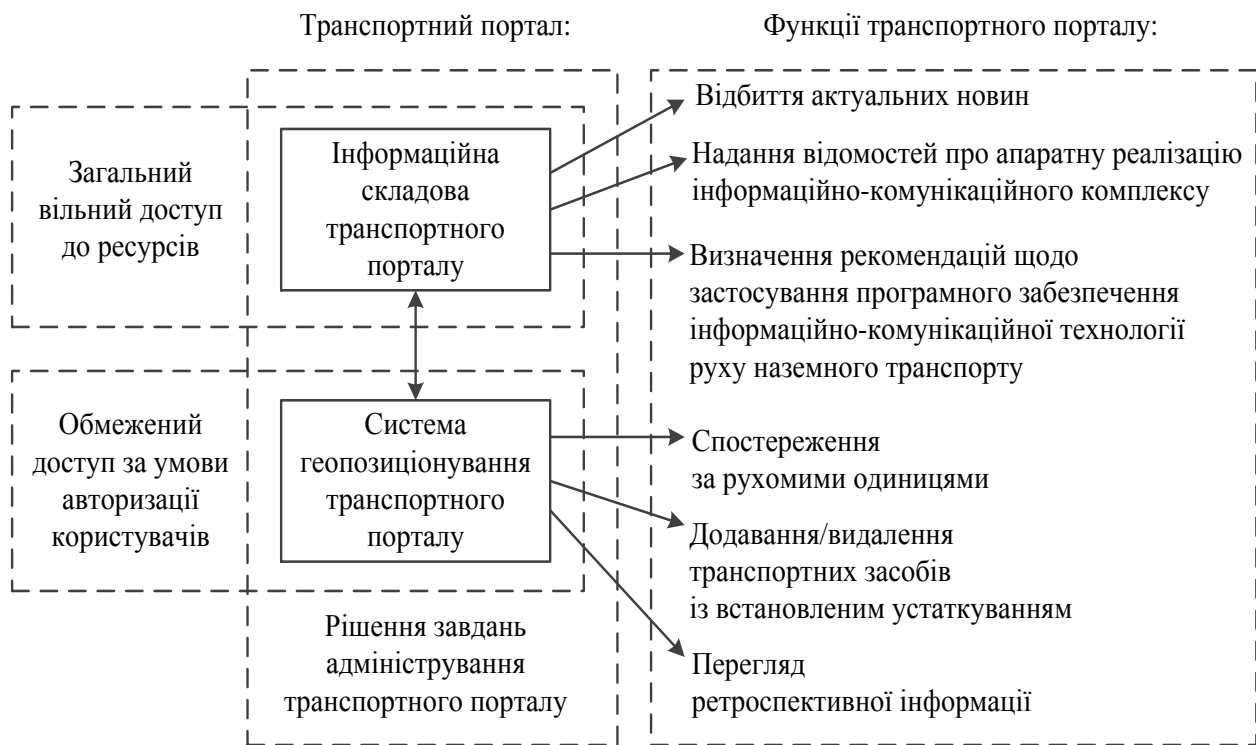 Транспортний портал:
Функції транспортного порталу:
Загальний
вільний доступ
до ресурсів
Інформаційна
складова
транспортного
порталу
Відбиття актуальних новин
Надання відомостей про апаратну реалізацію
інформаційно-комунікаційного комплексу
Визначення рекомендацій щодо
застосування програмного забезпечення
інформаційно-комунікаційної технології
руху наземного транспорту
Обмежений
доступ за умови
авторизації
користувачів
Система
геопозиціонування
транспортного
порталу
Спостереження
за рухомими одиницями
Додавання/видалення
транспортних засобів
із встановленим устаткуванням
Перегляд
ретроспективної інформації
Рішення завдань
адміністрування
транспортного порталу